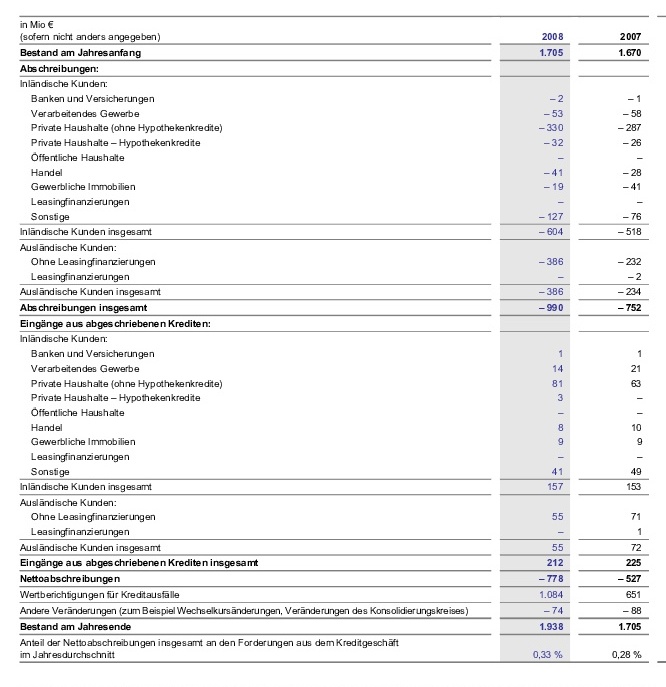 in Mio €
(sofern nicht anders angegeben) 2008 2007
Bestand am Jahresanfang 1.705 1.670
Abschreibungen:
Inländische Kunden:
Banken und Versicherungen – 2 – 1
Verarbeitendes Gewerbe – 53 – 58
Private Haushalte (ohne Hypothekenkredite) – 330 – 287
Private Haushalte – Hypothekenkredite – 32 – 26
Öffentliche Haushalte – –
Handel – 41 – 28
Gewerbliche Immobilien – 19 – 41
Leasingfinanzierungen – –
Sonstige – 127 – 76
Inländische Kunden insgesamt – 604 – 518
Ausländische Kunden:
Ohne Leasingfinanzierungen – 386 – 232
Leasingfinanzierungen – – 2
Ausländische Kunden insgesamt – 386 – 234
Abschreibungen insgesamt – 990 – 752
Eingänge aus abgeschriebenen Krediten:
Inländische Kunden:
Banken und Versicherungen 1 1
Verarbeitendes Gewerbe 14 21
Private Haushalte (ohne Hypothekenkredite) 81 63
Private Haushalte – Hypothekenkredite 3 –
Öffentliche Haushalte – –
Handel 8 10
Gewerbliche Immobilien 9 9
Leasingfinanzierungen – –
Sonstige 41 49
Inländische Kunden insgesamt 157 153
Ausländische Kunden:
Ohne Leasingfinanzierungen 55 71
Leasingfinanzierungen – 1
Ausländische Kunden insgesamt 55 72
Eingänge aus abgeschriebenen Krediten insgesamt 212 225
Nettoabschreibungen – 778 – 527
Wertberichtigungen für Kreditausfälle 1.084 651
Andere Veränderungen (zum Beispiel Wechselkursänderungen, Veränderungen des Konsolidierungskreises) – 74 – 88
Bestand am Jahresende 1.938 1.705
Anteil der Nettoabschreibungen insgesamt an den Forderungen aus dem Kreditgeschäft
im Jahresdurchschnitt 0,33 % 0,28 %